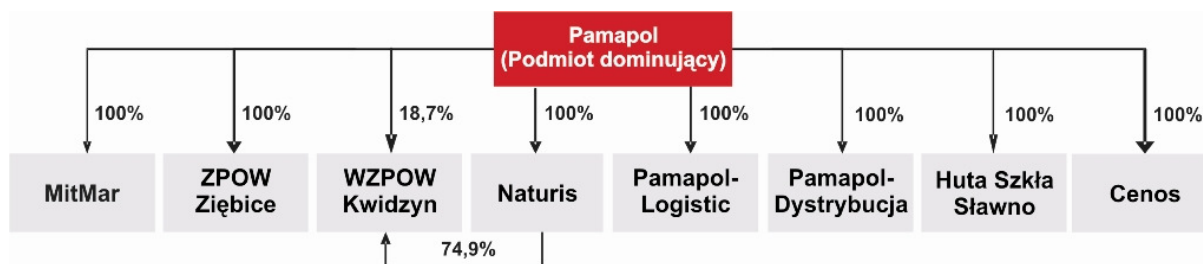 Pamapol
(Podmiot dominujący)
100%
100%
18,7%
100%
100%
100%
100%
100%
MitMar
ZPOW
Ziębice
WZPOW
Kwidzyn
Naturis
Pamapol-
Logistic
Pamapol-
Dystrybucja
Huta Szkła
Sławno
Cenos
74,9%